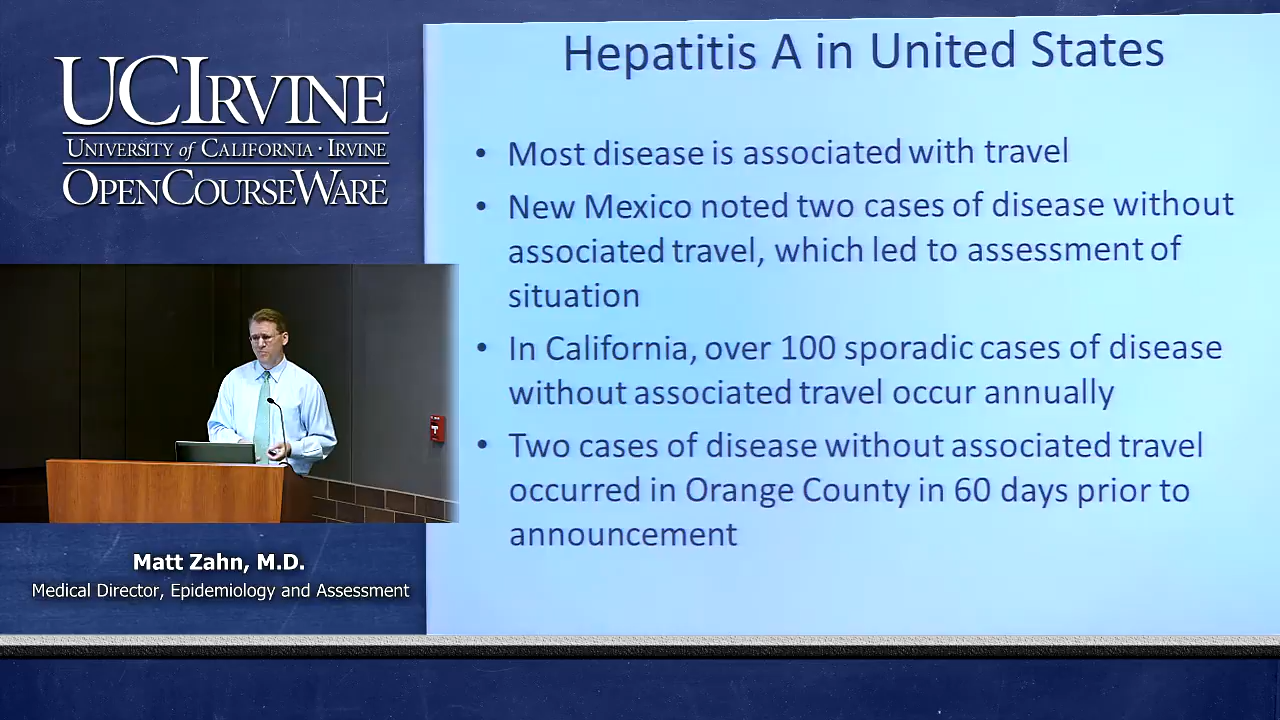 UCIRVINE
UNIVERSITY of CALIFORNIA · IRVINE
OPENCOURSEWARE
Matt Zahn, M.D.
Medical Director, Epidemiology and Assessment
Hepatitis A in United States
• Most disease is associated with travel
• New Mexico noted two cases of disease without
associated travel, which led to assessment of
situation
• In California, over 100 sporadic cases of disease
without associated travel occur annually
• Two cases of disease without associated travel
occurred in Orange County in 60 days prior to
announcement